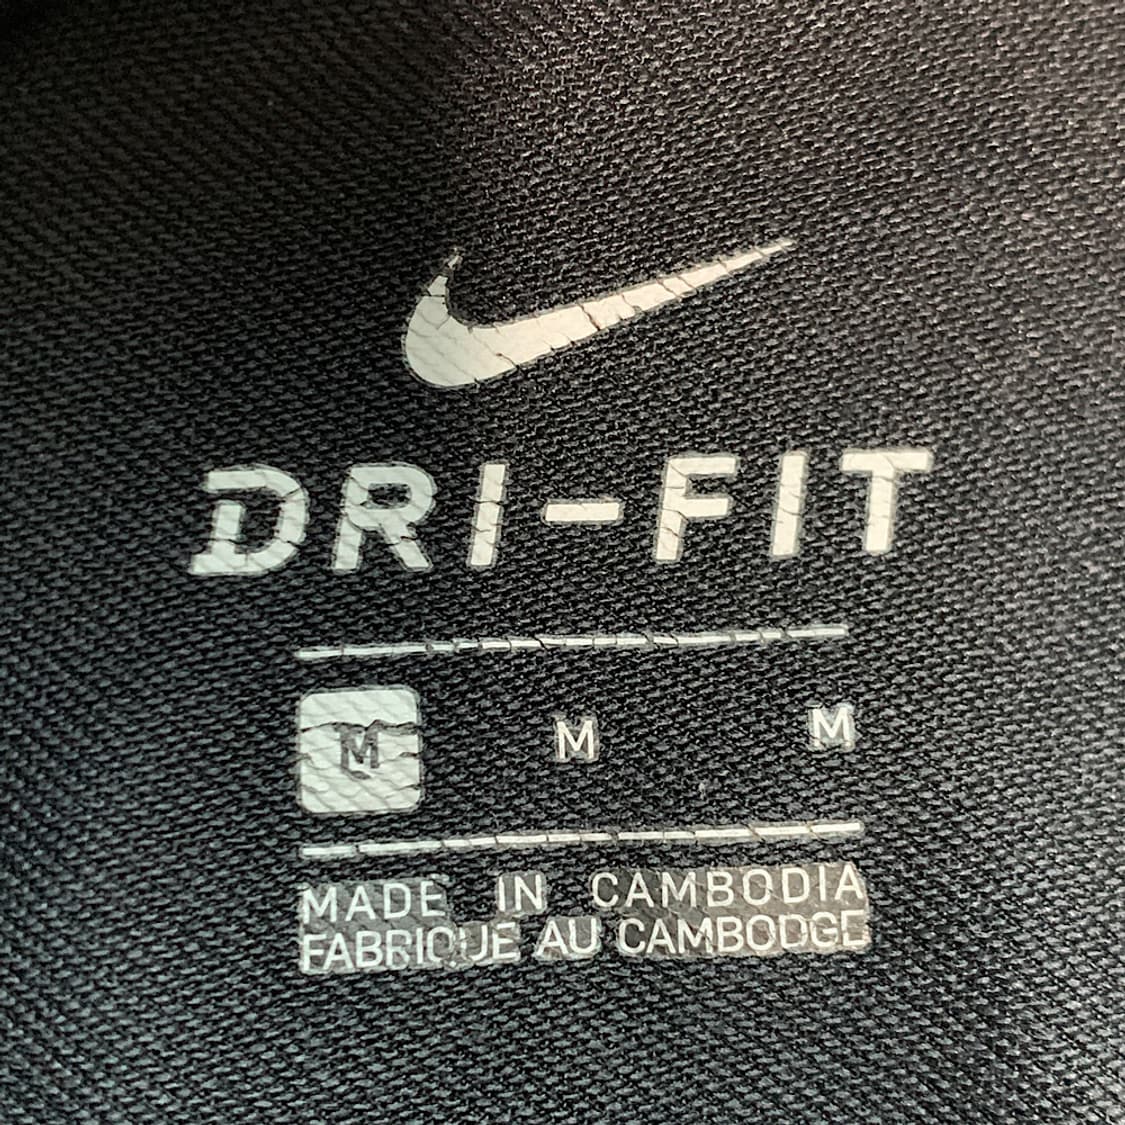 DRI-FIT
M M M
MADE IN CAMBODIA
FABRIQUE AU CAMBODGE